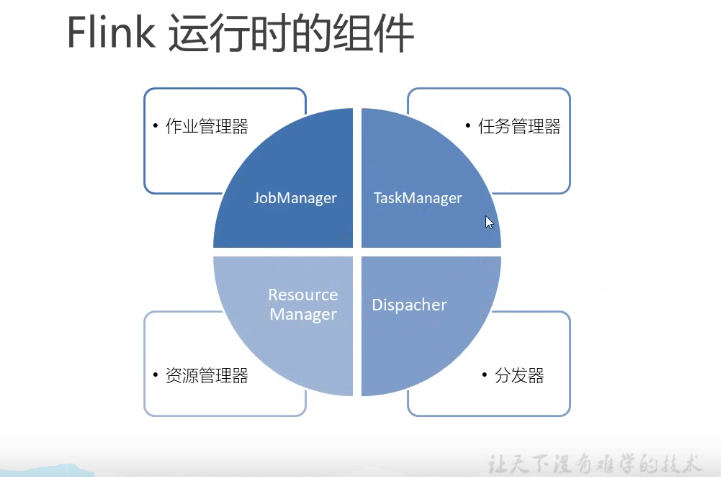 Flink 运行时的组件
• 作业管理器
• 任务管理器
JobManager
TaskManager
Resource
Manager
Dispacher
• 资源管理器
• 分发器
让天下没有难学的技术